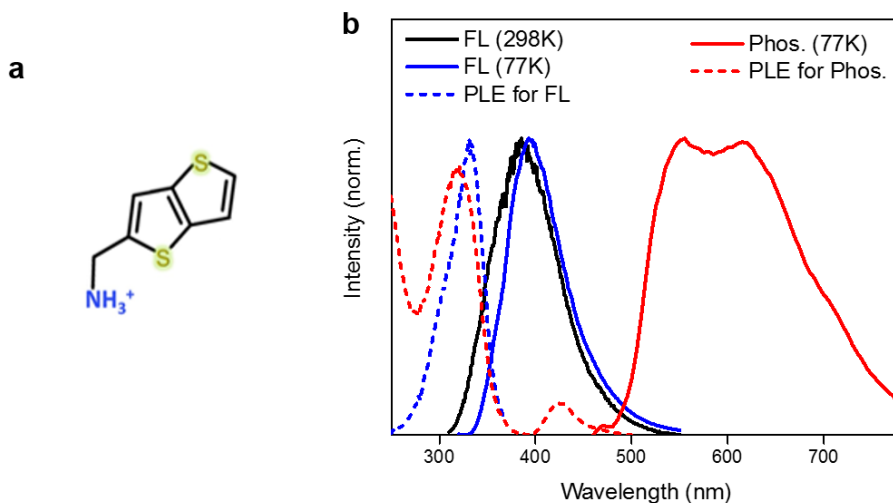 a
S
S
NH₃⁺
b
FL (298K)
FL (77K)
PLE for FL
Phos. (77K)
PLE for Phos.
Intensity (norm.)
300 400 500 600 700
Wavelength (nm)